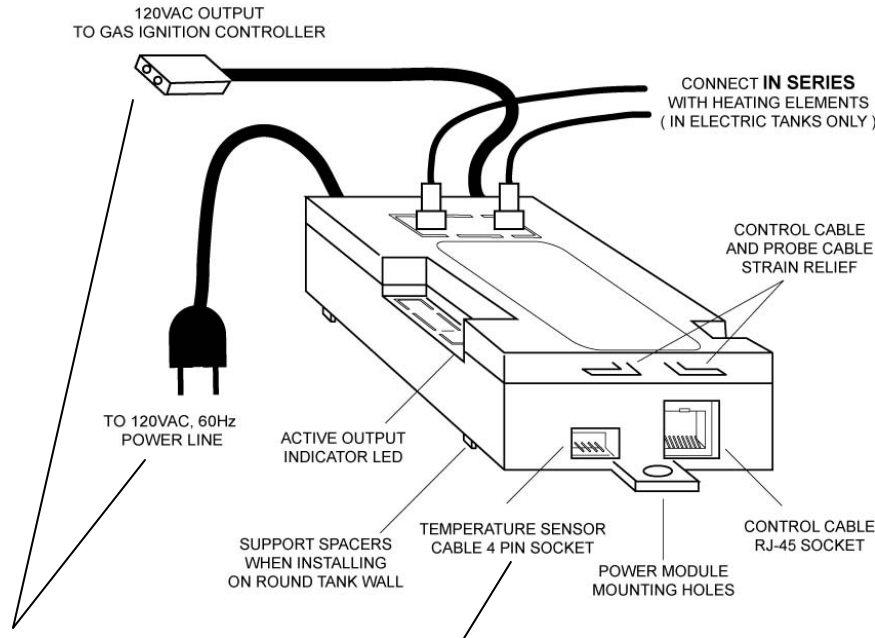 120VAC OUTPUT
TO GAS IGNITION CONTROLLER
CONNECT IN SERIES
WITH HEATING ELEMENTS
( IN ELECTRIC TANKS ONLY )
CONTROL CABLE
AND PROBE CABLE
STRAIN RELIEF
TO 120VAC, 60Hz
POWER LINE
ACTIVE OUTPUT
INDICATOR LED
SUPPORT SPACERS
WHEN INSTALLING
ON ROUND TANK WALL
TEMPERATURE SENSOR
CABLE 4 PIN SOCKET
POWER MODULE
MOUNTING HOLES
CONTROL CABLE
RJ-45 SOCKET